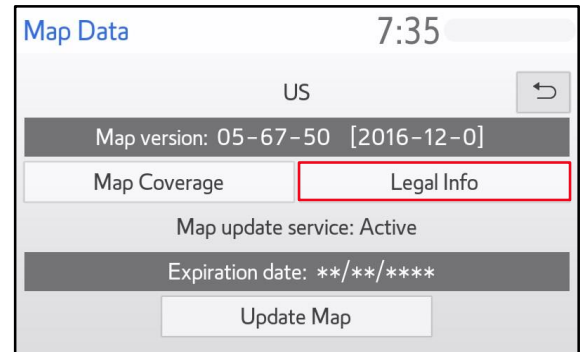 Map Data 7:35
US
Map version: 05-67-50 [2016-12-0]
Map Coverage Legal Info
Map update service: Active
Expiration date: **/**/****
Update Map